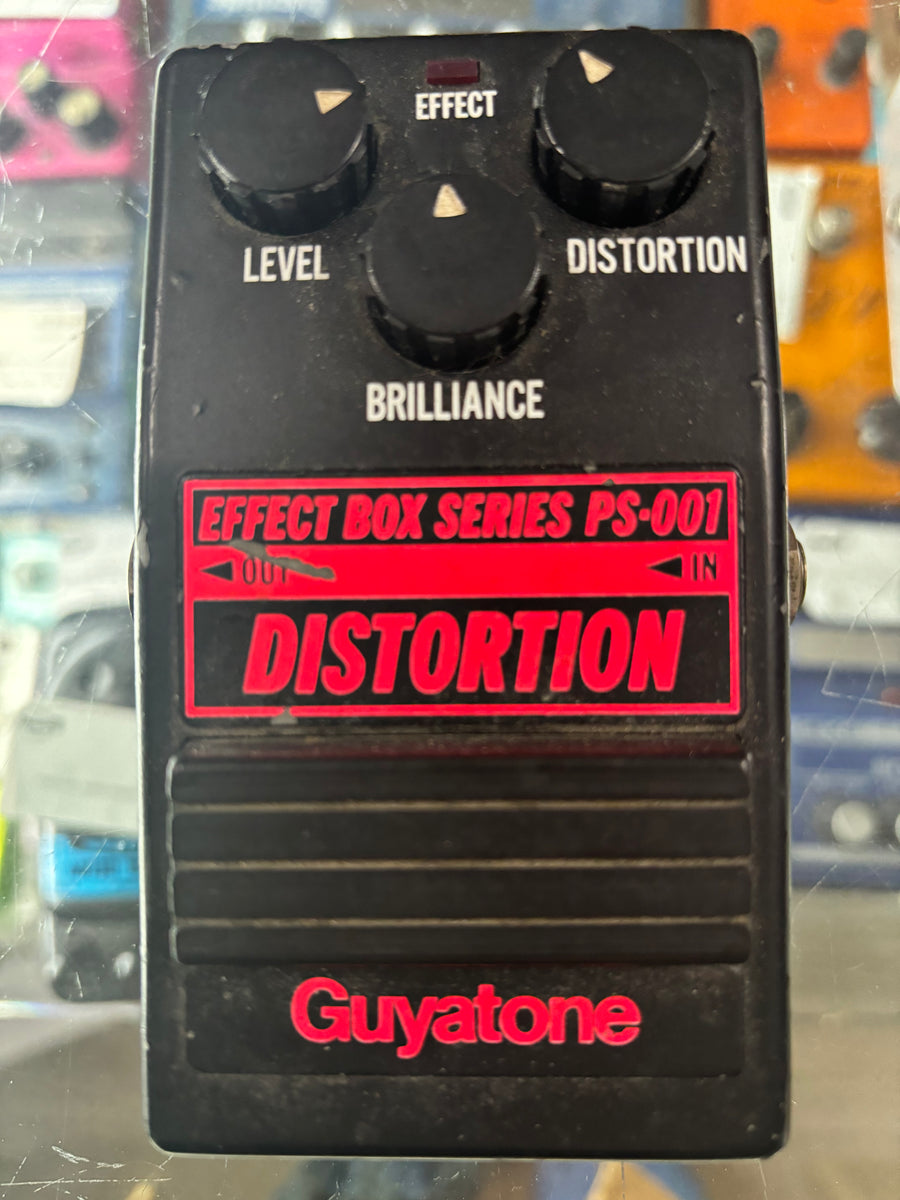 EFFECT
LEVEL
DISTORTION
BRILLIANCE
EFFECT BOX SERIES PS-001
OUT
IN
DISTORTION
Guyatone